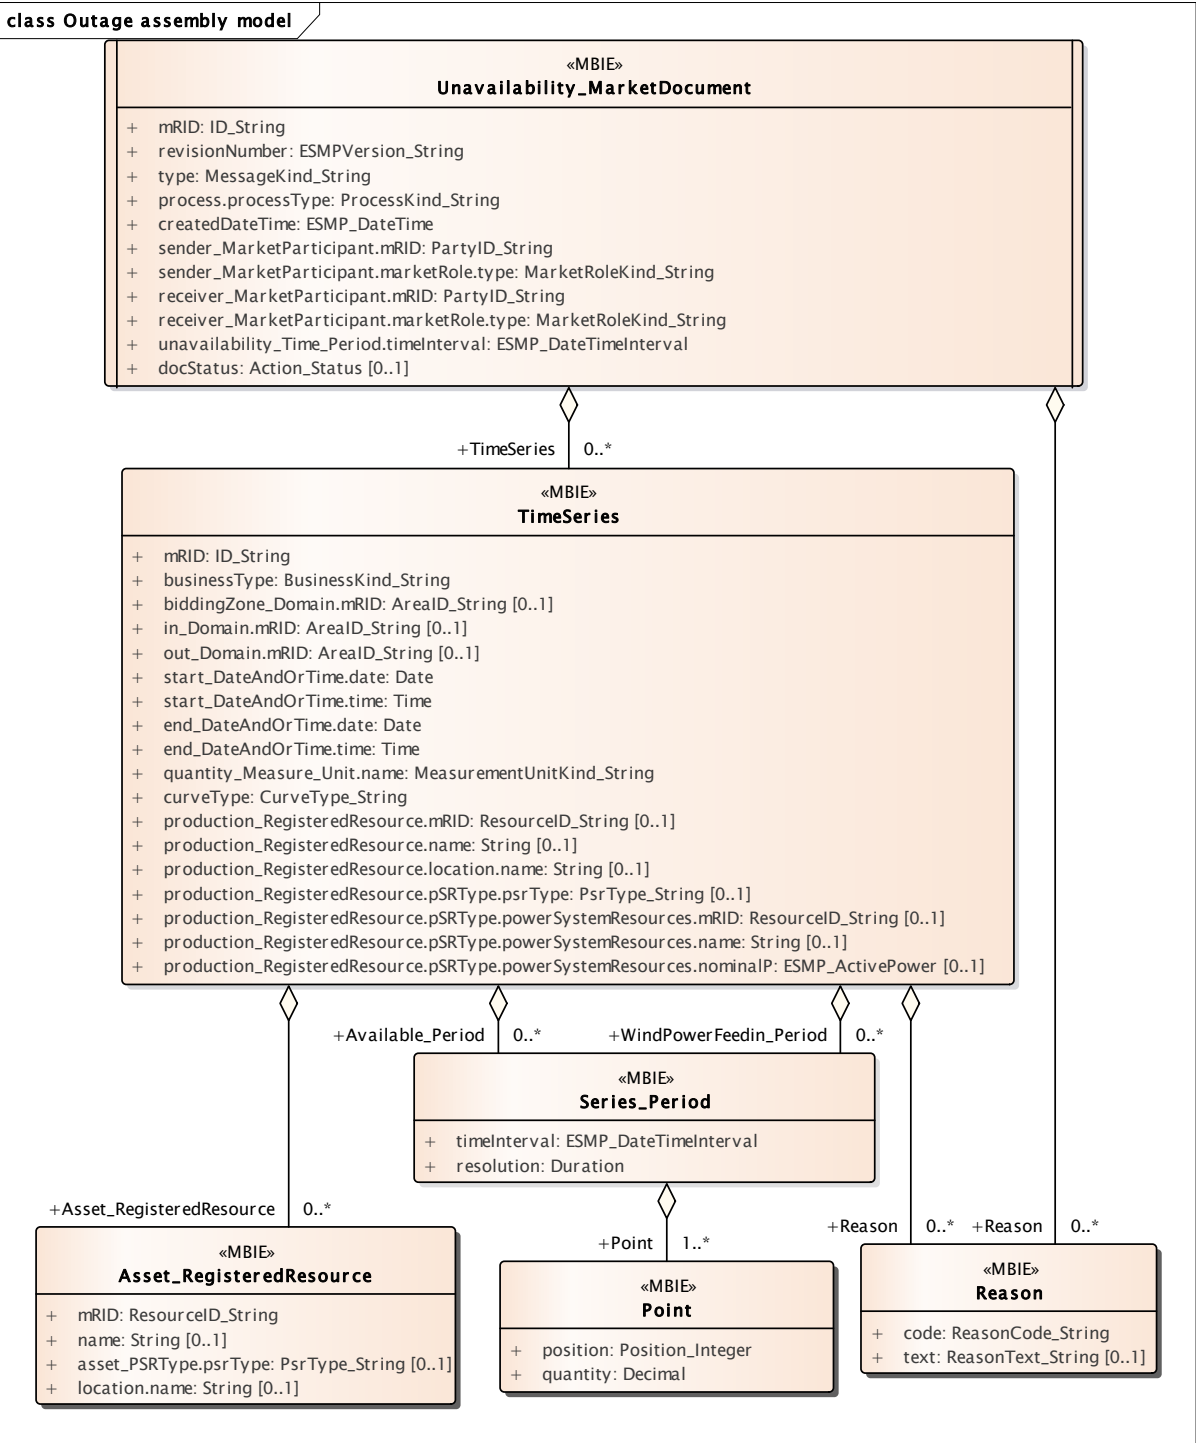 class Outage assembly model
«MBIE»
Unavailability_MarketDocument
+ mRID: ID_String
+ revisionNumber: ESMPVersion_String
+ type: MessageKind_String
+ process.processType: ProcessKind_String
+ createdDateTime: ESMP_DateTime
+ sender_MarketParticipant.mRID: PartyID_String
+ sender_MarketParticipant.marketRole.type: MarketRoleKind_String
+ receiver_MarketParticipant.mRID: PartyID_String
+ receiver_MarketParticipant.marketRole.type: MarketRoleKind_String
+ unavailability_Time_Period.timeInterval: ESMP_DateTimeInterval
+ docStatus: Action_Status [0..1]
+TimeSeries 0..*
«MBIE»
TimeSeries
+ mRID: ID_String
+ businessType: BusinessKind_String
+ biddingZone_Domain.mRID: AreaID_String [0..1]
+ in_Domain.mRID: AreaID_String [0..1]
+ out_Domain.mRID: AreaID_String [0..1]
+ start_DateAndOrTime.date: Date
+ start_DateAndOrTime.time: Time
+ end_DateAndOrTime.date: Date
+ end_DateAndOrTime.time: Time
+ quantity_Measure_Unit.name: MeasurementUnitKind_String
+ curveType: CurveType_String
+ production_RegisteredResource.mRID: ResourceID_String [0..1]
+ production_RegisteredResource.name: String [0..1]
+ production_RegisteredResource.location.name: String [0..1]
+ production_RegisteredResource.pSRType.psrType: PsrType_String [0..1]
+ production_RegisteredResource.pSRType.powerSystemResources.mRID: ResourceID_String [0..1]
+ production_RegisteredResource.pSRType.powerSystemResources.name: String [0..1]
+ production_RegisteredResource.pSRType.powerSystemResources.nominalP: ESMP_ActivePower [0..1]
+Available_Period 0..* +WindPowerFeedin_Period 0..*
«MBIE»
Series_Period
+ timeInterval: ESMP_DateTimeInterval
+ resolution: Duration
+Asset_RegisteredResource 0..*
«MBIE»
Asset_RegisteredResource
+ mRID: ResourceID_String
+ name: String [0..1]
+ asset_PSRType.psrType: PsrType_String [0..1]
+ location.name: String [0..1]
+Point 1..*
«MBIE»
Point
+ position: Position_Integer
+ quantity: Decimal
+Reason 0..* +Reason 0..*
«MBIE»
Reason
+ code: ReasonCode_String
+ text: ReasonText_String [0..1]